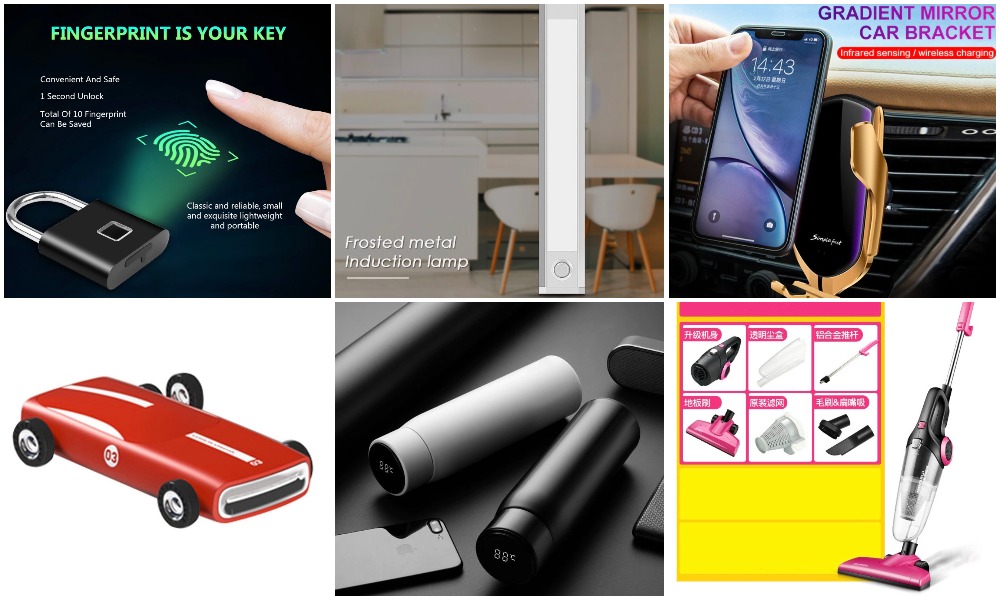 FINGERPRINT IS YOUR KEY
Convenient And Safe
1 Second Unlock
Total Of 10 Fingerprint
Can Be Saved
Classic and reliable, small
and exquisite lightweight
and portable
Frosted metal
Induction lamp
GRADIENT MIRROR
CAR BRACKET
Infrared sensing / wireless charging
14:43
03
88°C
88°C
升级机身
透明尘盒
铝合金推杆
地板刷
原装滤网
毛刷&扁嘴吸